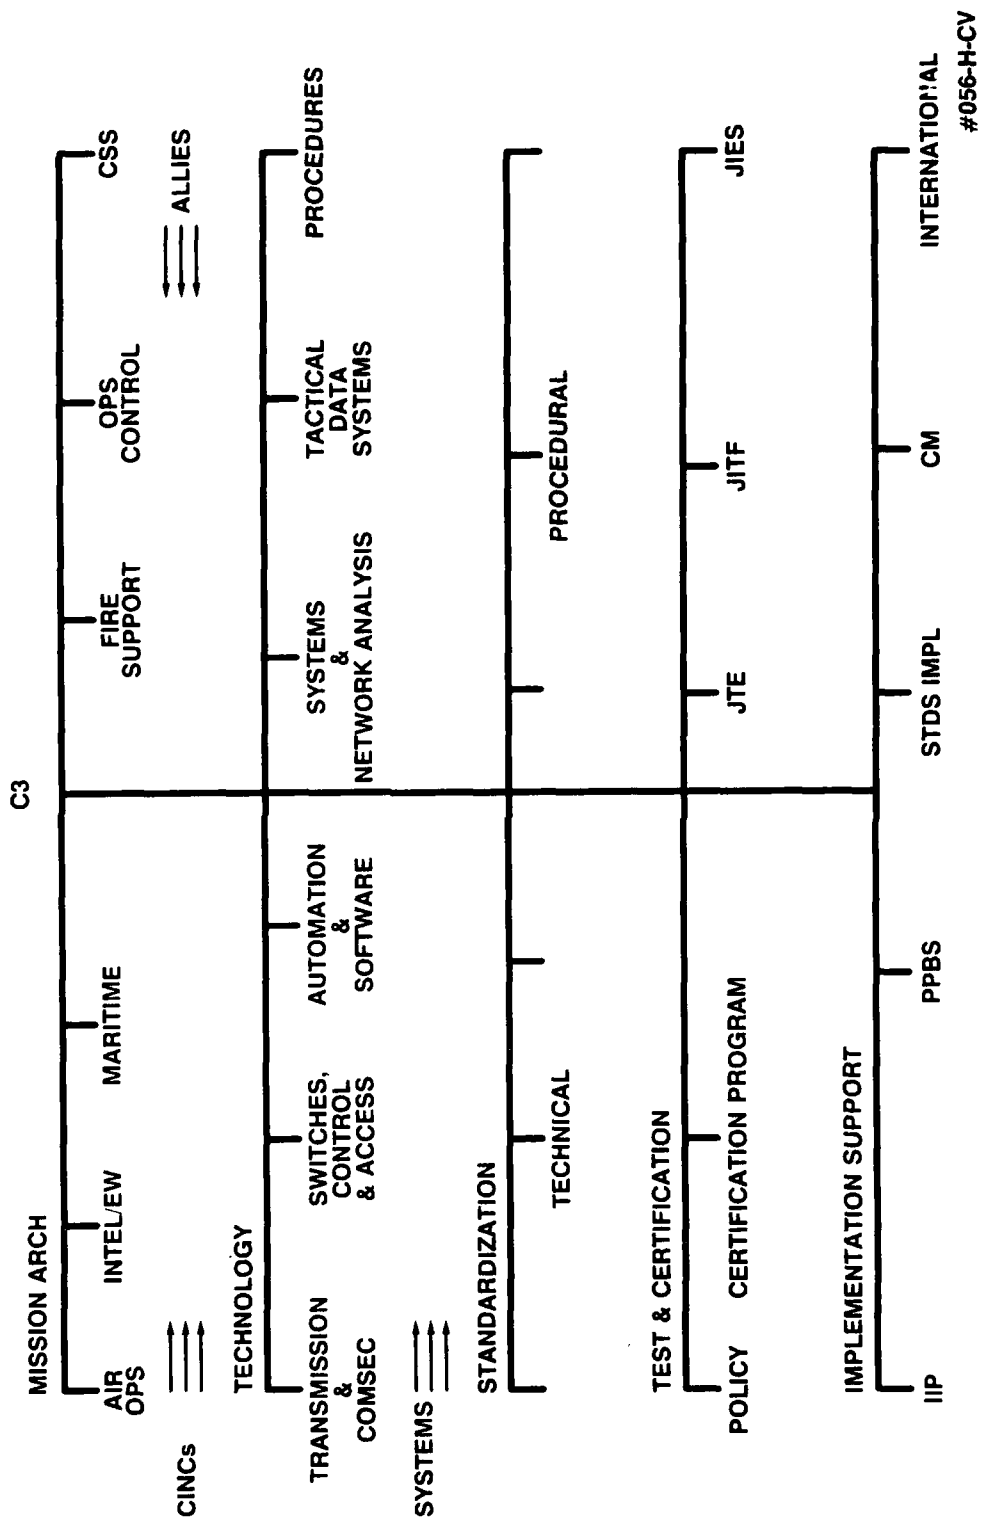 C3
MISSION ARCH
AIR
OPS
INTEL/EW
MARITIME
FIRE
SUPPORT
OPS
CONTROL
CSS
CINCs
ALLIES
TECHNOLOGY
TRANSMISSION
&
COMSEC
SWITCHES,
CONTROL
& ACCESS
AUTOMATION
&
SOFTWARE
SYSTEMS
&
NETWORK ANALYSIS
TACTICAL
DATA
SYSTEMS
PROCEDURES
SYSTEMS
STANDARDIZATION
TECHNICAL
PROCEDURAL
TEST & CERTIFICATION
POLICY
CERTIFICATION PROGRAM
JTE
JITF
JIES
IMPLEMENTATION SUPPORT
IIP
PPBS
STDS IMPL
CM
INTERNATIONAL
#056-H-CV